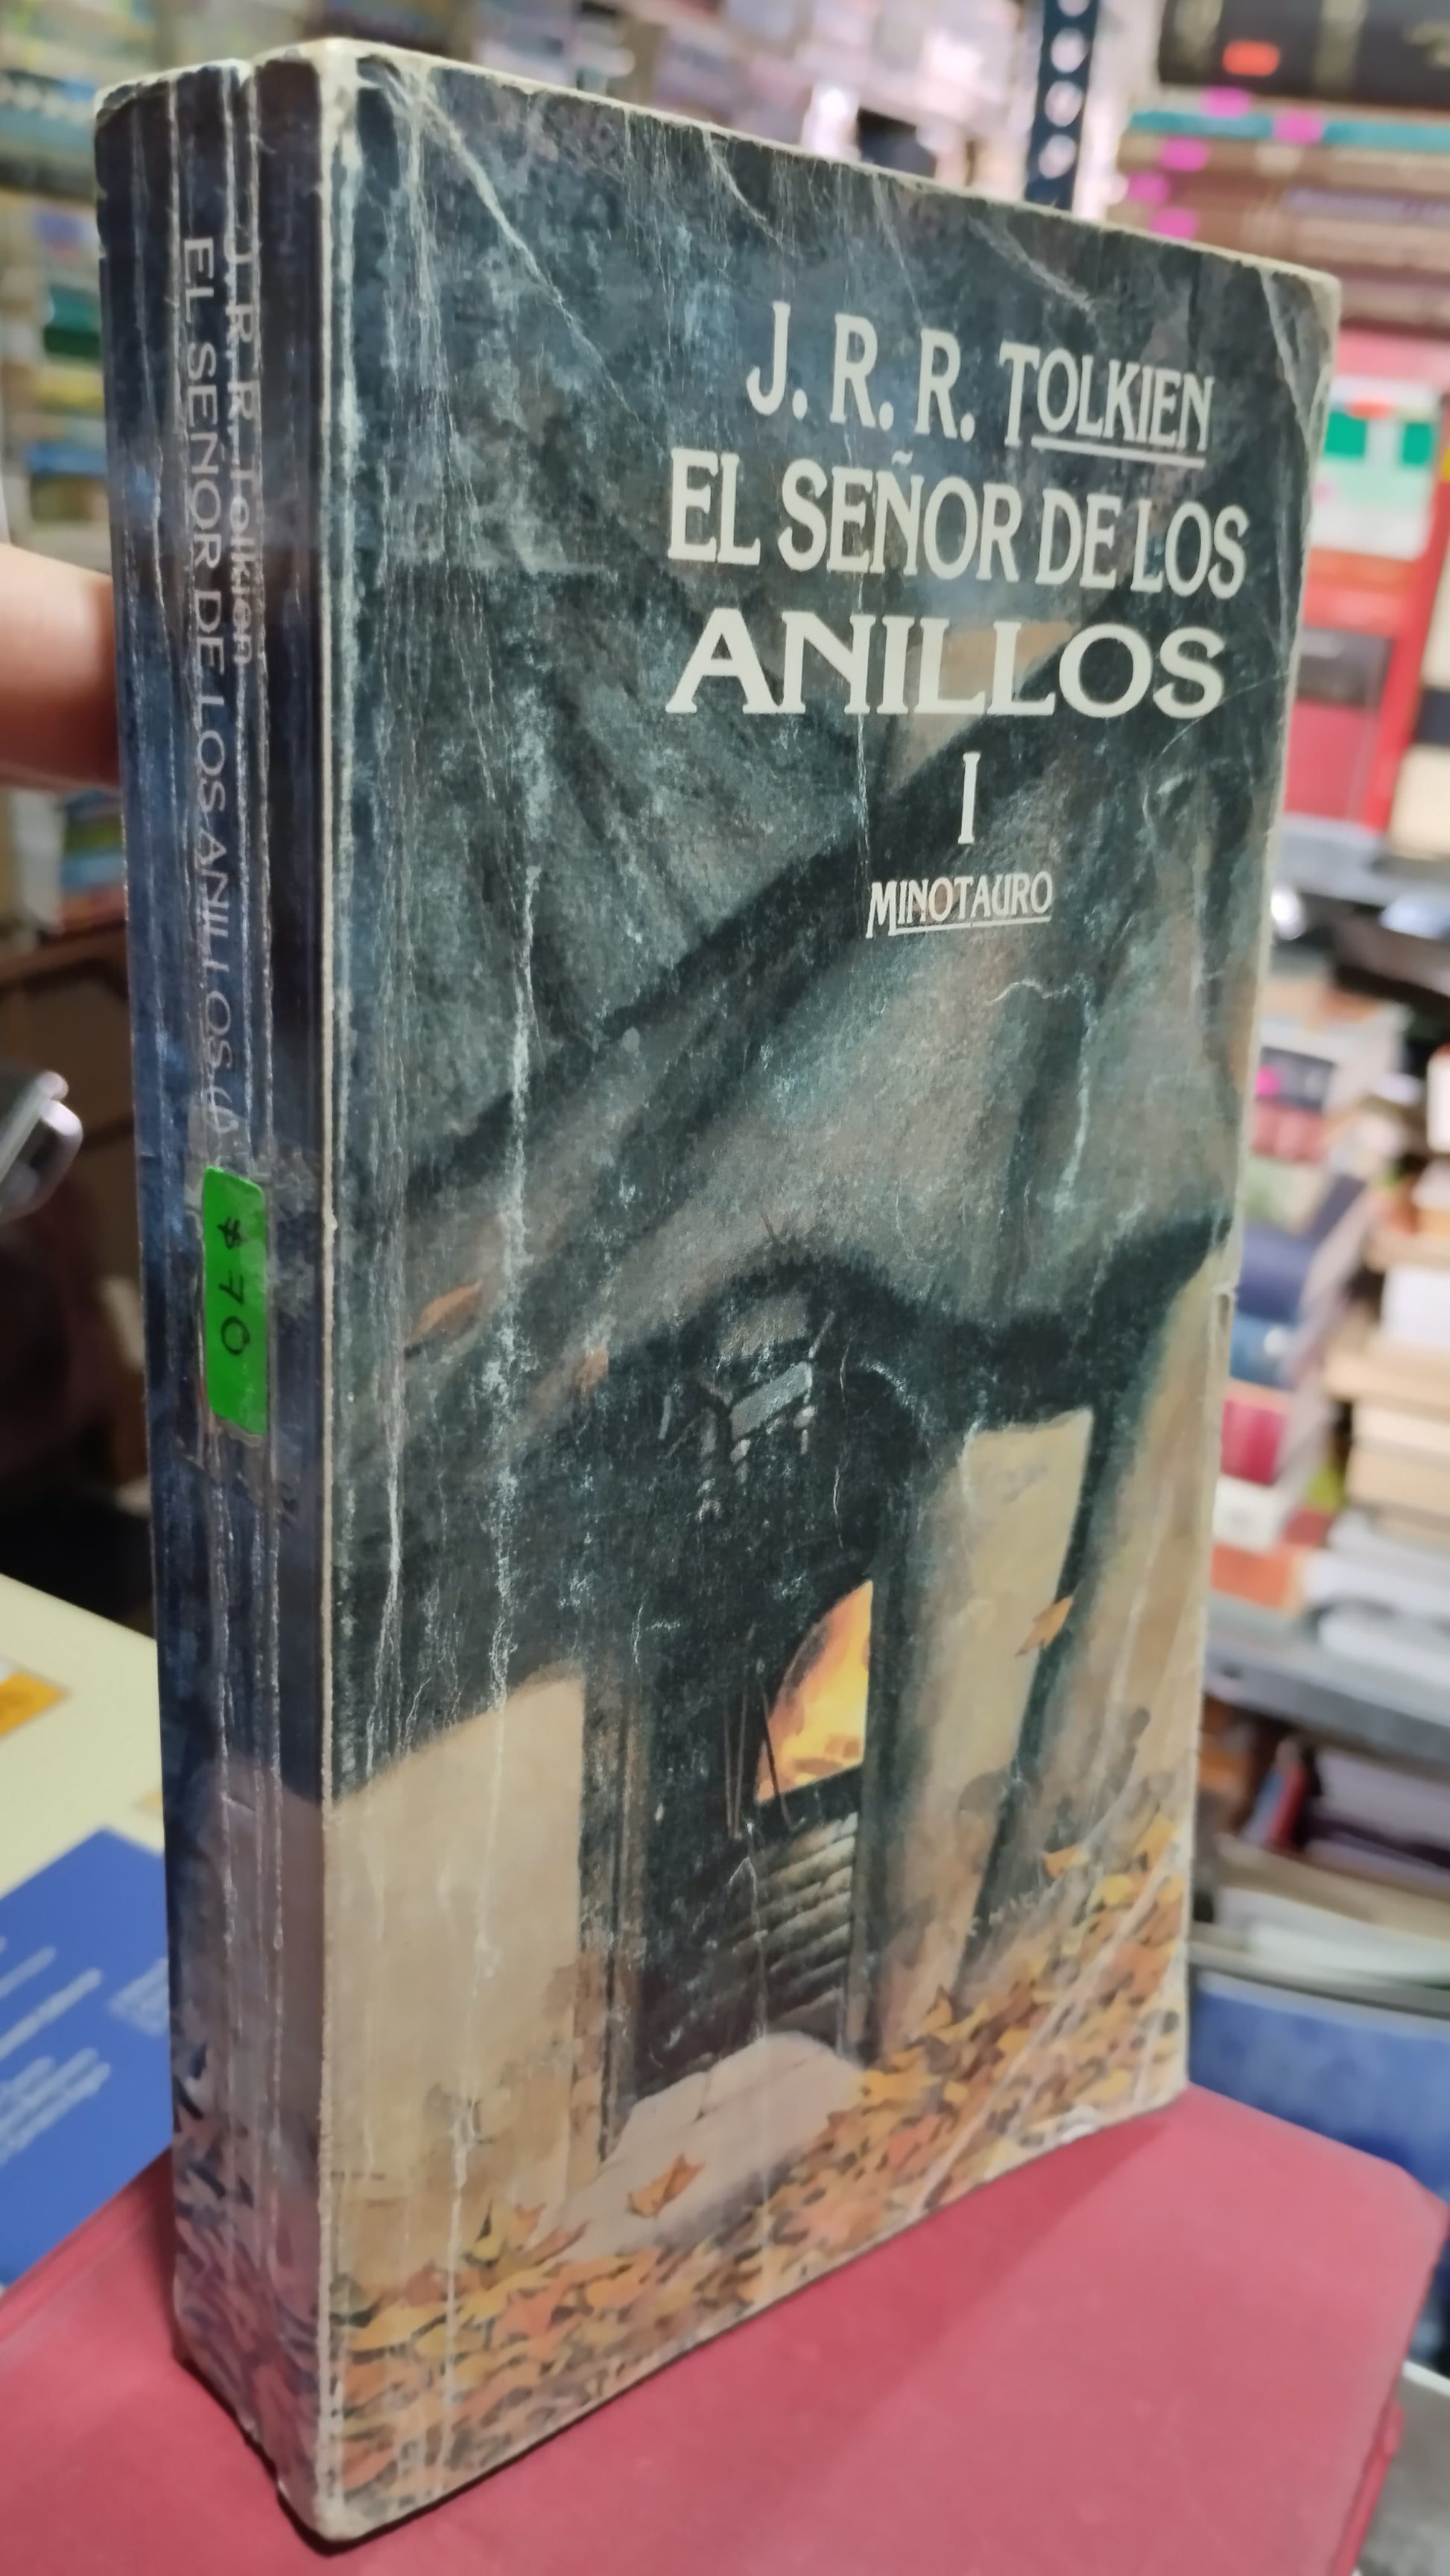 J. R. R. TOLKIEN
EL SEÑOR DE LOS
ANILLOS
I
MINOTAURO
J. R. R. Tolkien
EL SEÑOR DE LOS ANILLOS (I)
$70